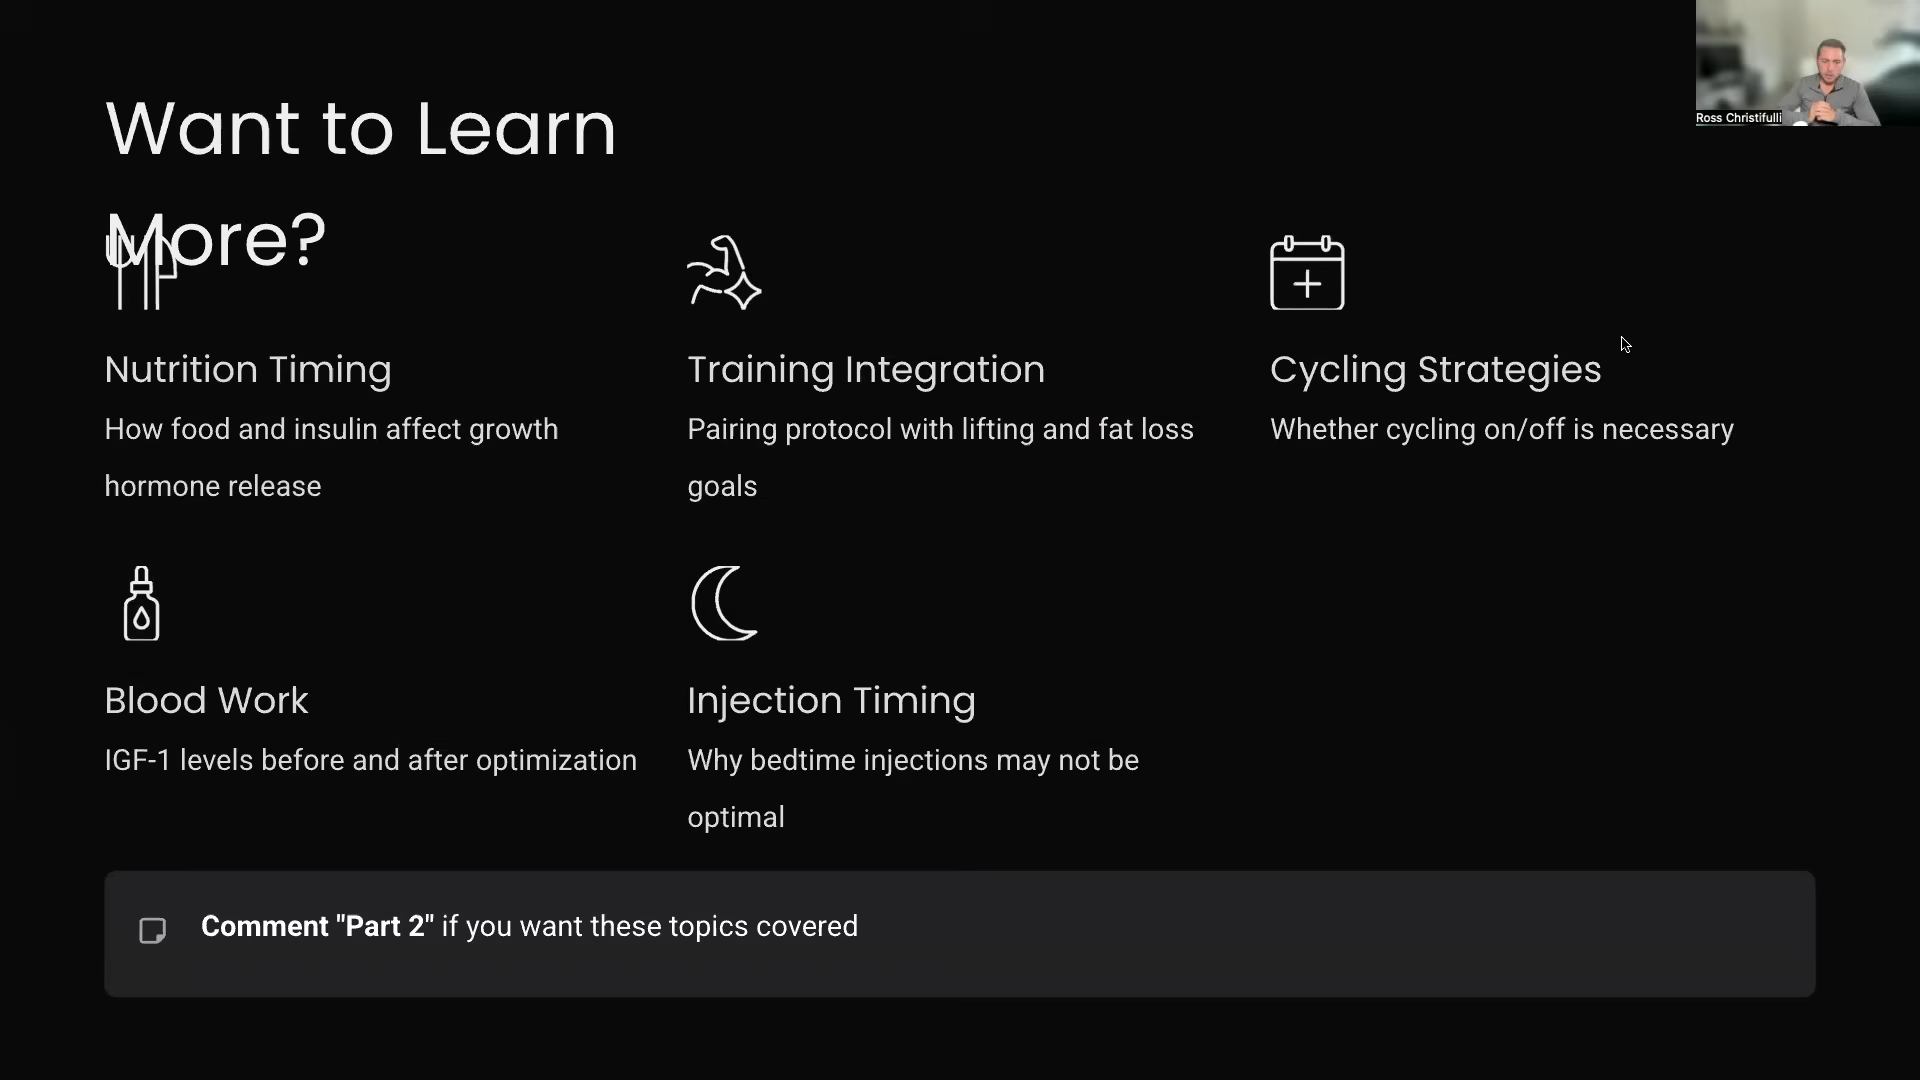 Want to Learn
More?
Ross Christifulli
Nutrition Timing
How food and insulin affect growth
hormone release
Training Integration
Pairing protocol with lifting and fat loss
goals
Cycling Strategies
Whether cycling on/off is necessary
Blood Work
IGF-1 levels before and after optimization
Injection Timing
Why bedtime injections may not be
optimal
Comment "Part 2" if you want these topics covered